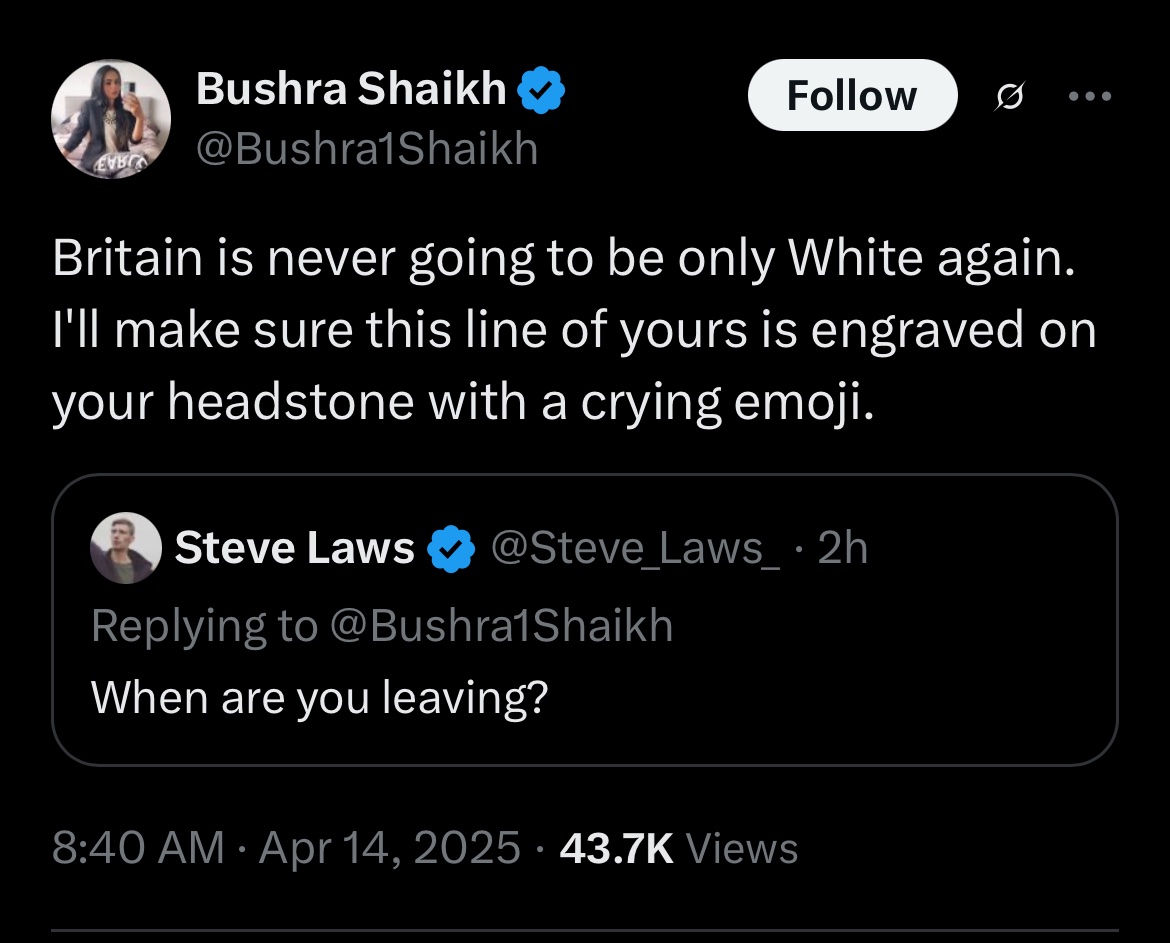 Bushra Shaikh
Follow
@Bushra1Shaikh
Britain is never going to be only White again.
I'll make sure this line of yours is engraved on
your headstone with a crying emoji.
Steve Laws @Steve_Laws_ · 2h
Replying to @Bushra1Shaikh
When are you leaving?
8:40 AM · Apr 14, 2025 · 43.7K Views